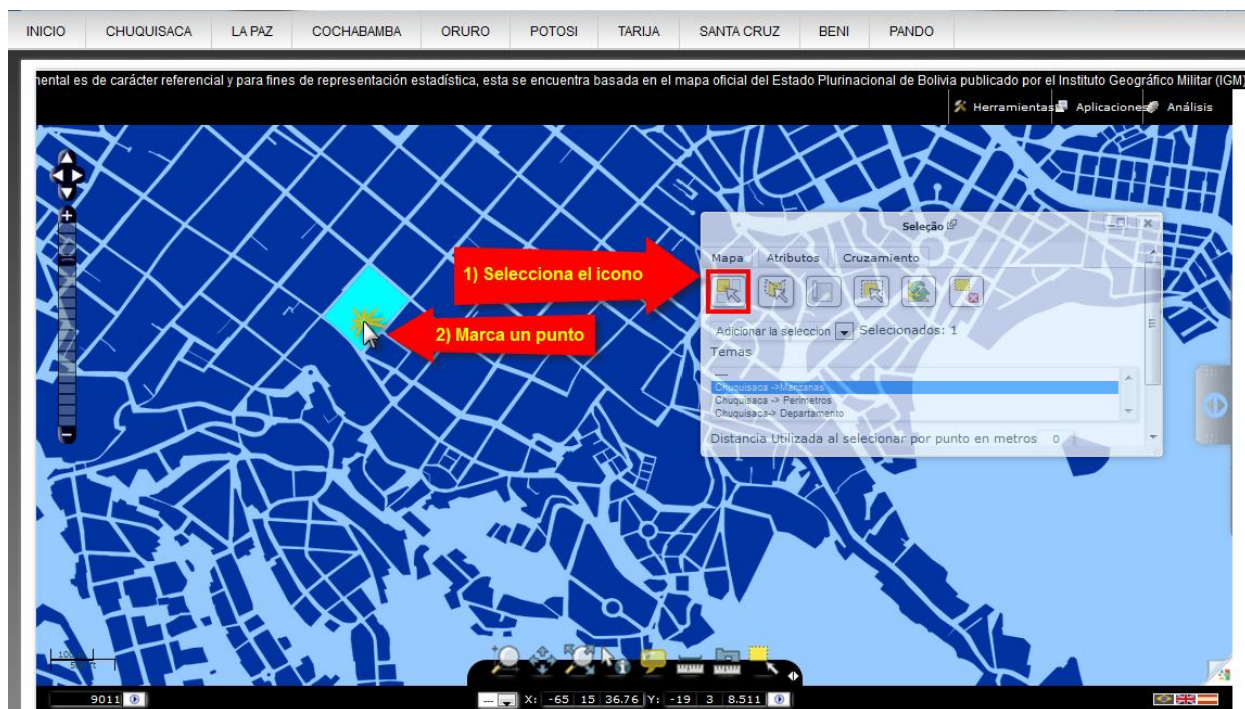 INICIO CHUQUISACA LA PAZ COCHABAMBA ORURO POTOSI TARIJA SANTA CRUZ BENI PANDO
nental es de carácter referencial y para fines de representación estadística, esta se encuentra basada en el mapa oficial del Estado Plurinacional de Bolivia publicado por el Instituto Geográfico Militar (IGM)
Herramientas Aplicaciones Análisis
Seleção
Mapa Atributos Cruzamiento
1) Selecciona el icono
2) Marca un punto
Adicionar la seleccion Selecionados: 1
Temas
----
Chuquisaca ->Manzanas
Chuquisaca -> Perimetros
Chuquisaca-> Departamento
Distancia Utilizada al selecionar por punto en metros 0
9011 -- X: -65 15 36.76 Y: -19 3 8.511